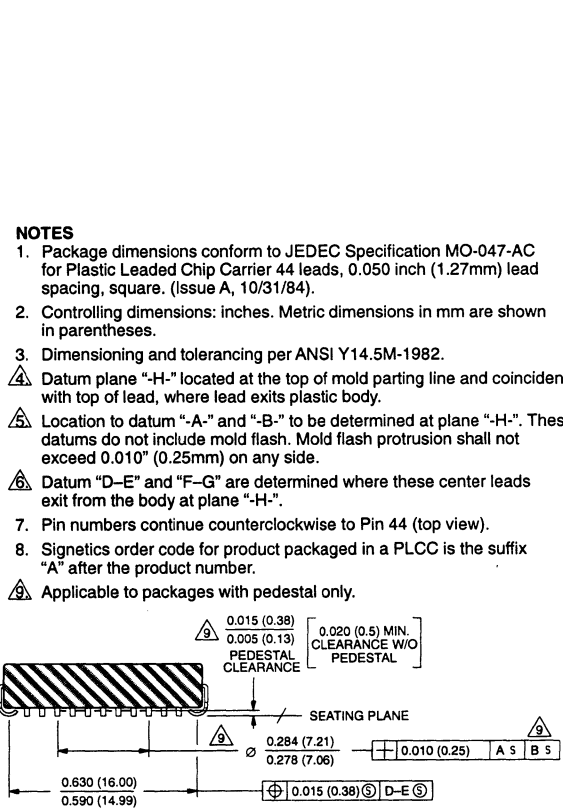 NOTES
1. Package dimensions conform to JEDEC Specification MO-047-AC
for Plastic Leaded Chip Carrier 44 leads, 0.050 inch (1.27mm) lead
spacing, square. (Issue A, 10/31/84).
2. Controlling dimensions: inches. Metric dimensions in mm are shown
in parentheses.
3. Dimensioning and tolerancing per ANSI Y14.5M-1982.
4. Datum plane “-H-” located at the top of mold parting line and coinciden
with top of lead, where lead exits plastic body.
5. Location to datum “-A-” and “-B-” to be determined at plane “-H-”. Thes
datums do not include mold flash. Mold flash protrusion shall not
exceed 0.010” (0.25mm) on any side.
6. Datum “D–E” and “F–G” are determined where these center leads
exit from the body at plane “-H-”.
7. Pin numbers continue counterclockwise to Pin 44 (top view).
8. Signetics order code for product packaged in a PLCC is the suffix
“A” after the product number.
9. Applicable to packages with pedestal only.
9 0.015 (0.38)
0.005 (0.13)
PEDESTAL
CLEARANCE
0.020 (0.5) MIN.
CLEARANCE W/O
PEDESTAL
SEATING PLANE
9
9
Ø 0.284 (7.21)
0.278 (7.06)
0.010 (0.25) A S B S
0.630 (16.00)
0.590 (14.99)
⌖ 0.015 (0.38) Ⓢ D–E Ⓢ